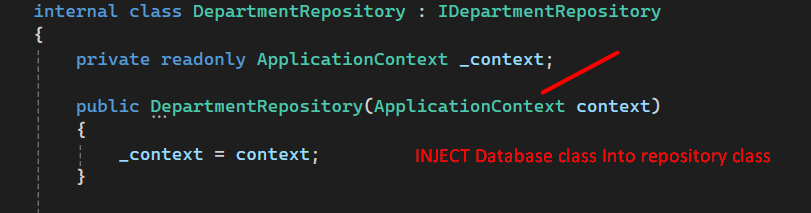 internal class DepartmentRepository : IDepartmentRepository
{
private readonly ApplicationContext _context;
public DepartmentRepository(ApplicationContext context)
{
_context = context;
INJECT Database class Into repository class
}